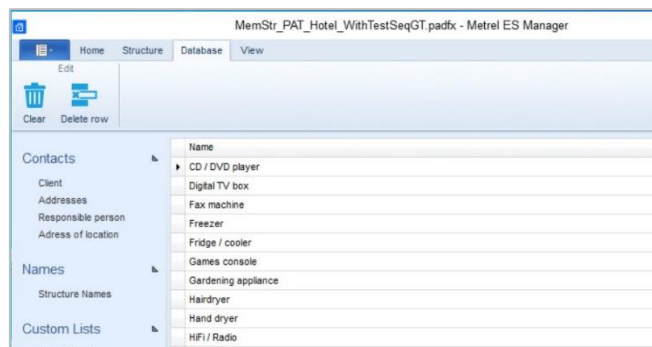 MemStr_PAT_Hotel_WithTestSeqGT.padfx - Metrel ES Manager
Home Structure Database View
Edit
Clear Delete row
Contacts
Client
Addresses
Responsible person
Adress of location
Names
Structure Names
Custom Lists
Name
CD / DVD player
Digital TV box
Fax machine
Freezer
Fridge / cooler
Games console
Gardening appliance
Hairdryer
Hand dryer
HiFi / Radio